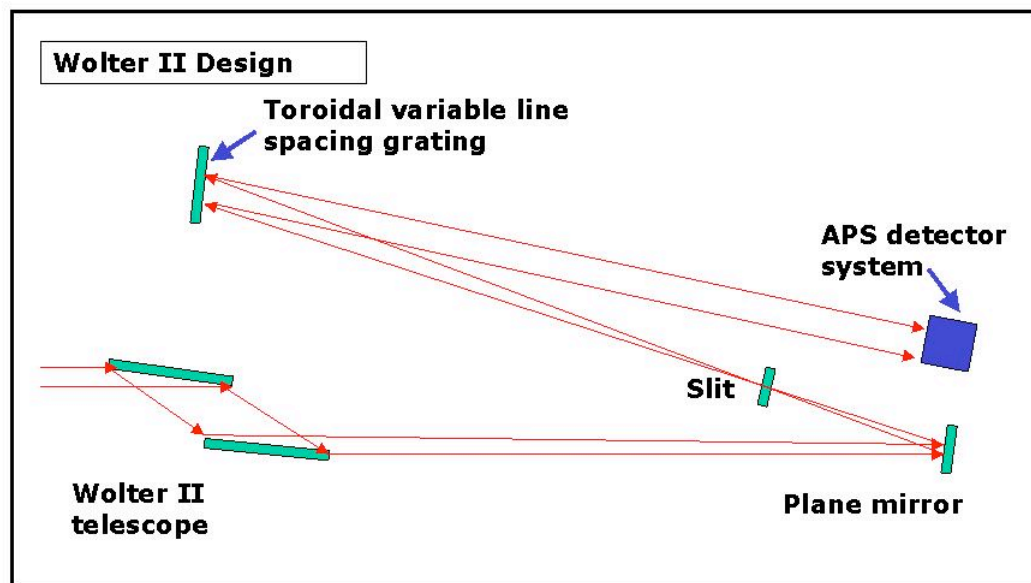 Wolter II Design
Toroidal variable line
spacing grating
APS detector
system
Slit
Wolter II
telescope
Plane mirror